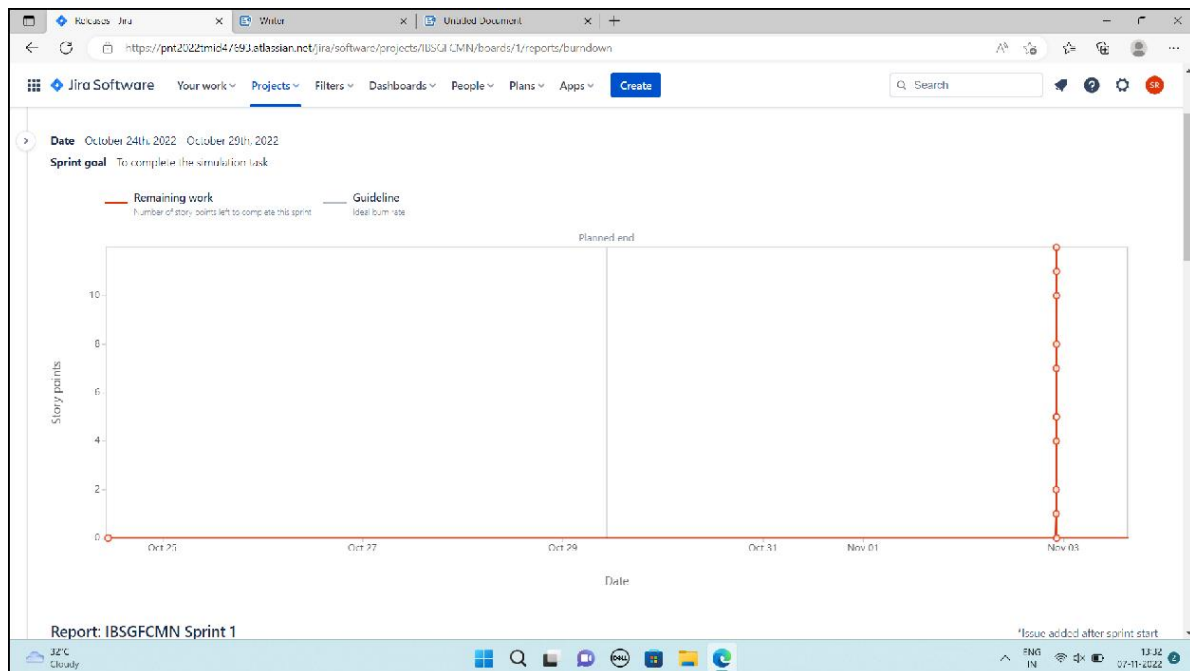 Releases - Jira
Writer
Untitled Document
https://pnt2022tmid47693.atlassian.net/jira/software/projects/IBSGFCMN/boards/1/reports/burndown
Jira Software Your work Projects Filters Dashboards People Plans Apps Create Search SR
Date October 24th, 2022 - October 29th, 2022
Sprint goal To complete the simulation task
Remaining work
Number of story points left to complete this sprint
Guideline
Ideal burn rate
Planned end
10
8
6
4
2
0
Story points
Oct 25 Oct 27 Oct 29 Oct 31 Nov 01 Nov 03
Date
Report: IBSGFCMN Sprint 1
*Issue added after sprint start
32°C
Cloudy
DELL
ENG
IN
13:32
07-11-2022
2